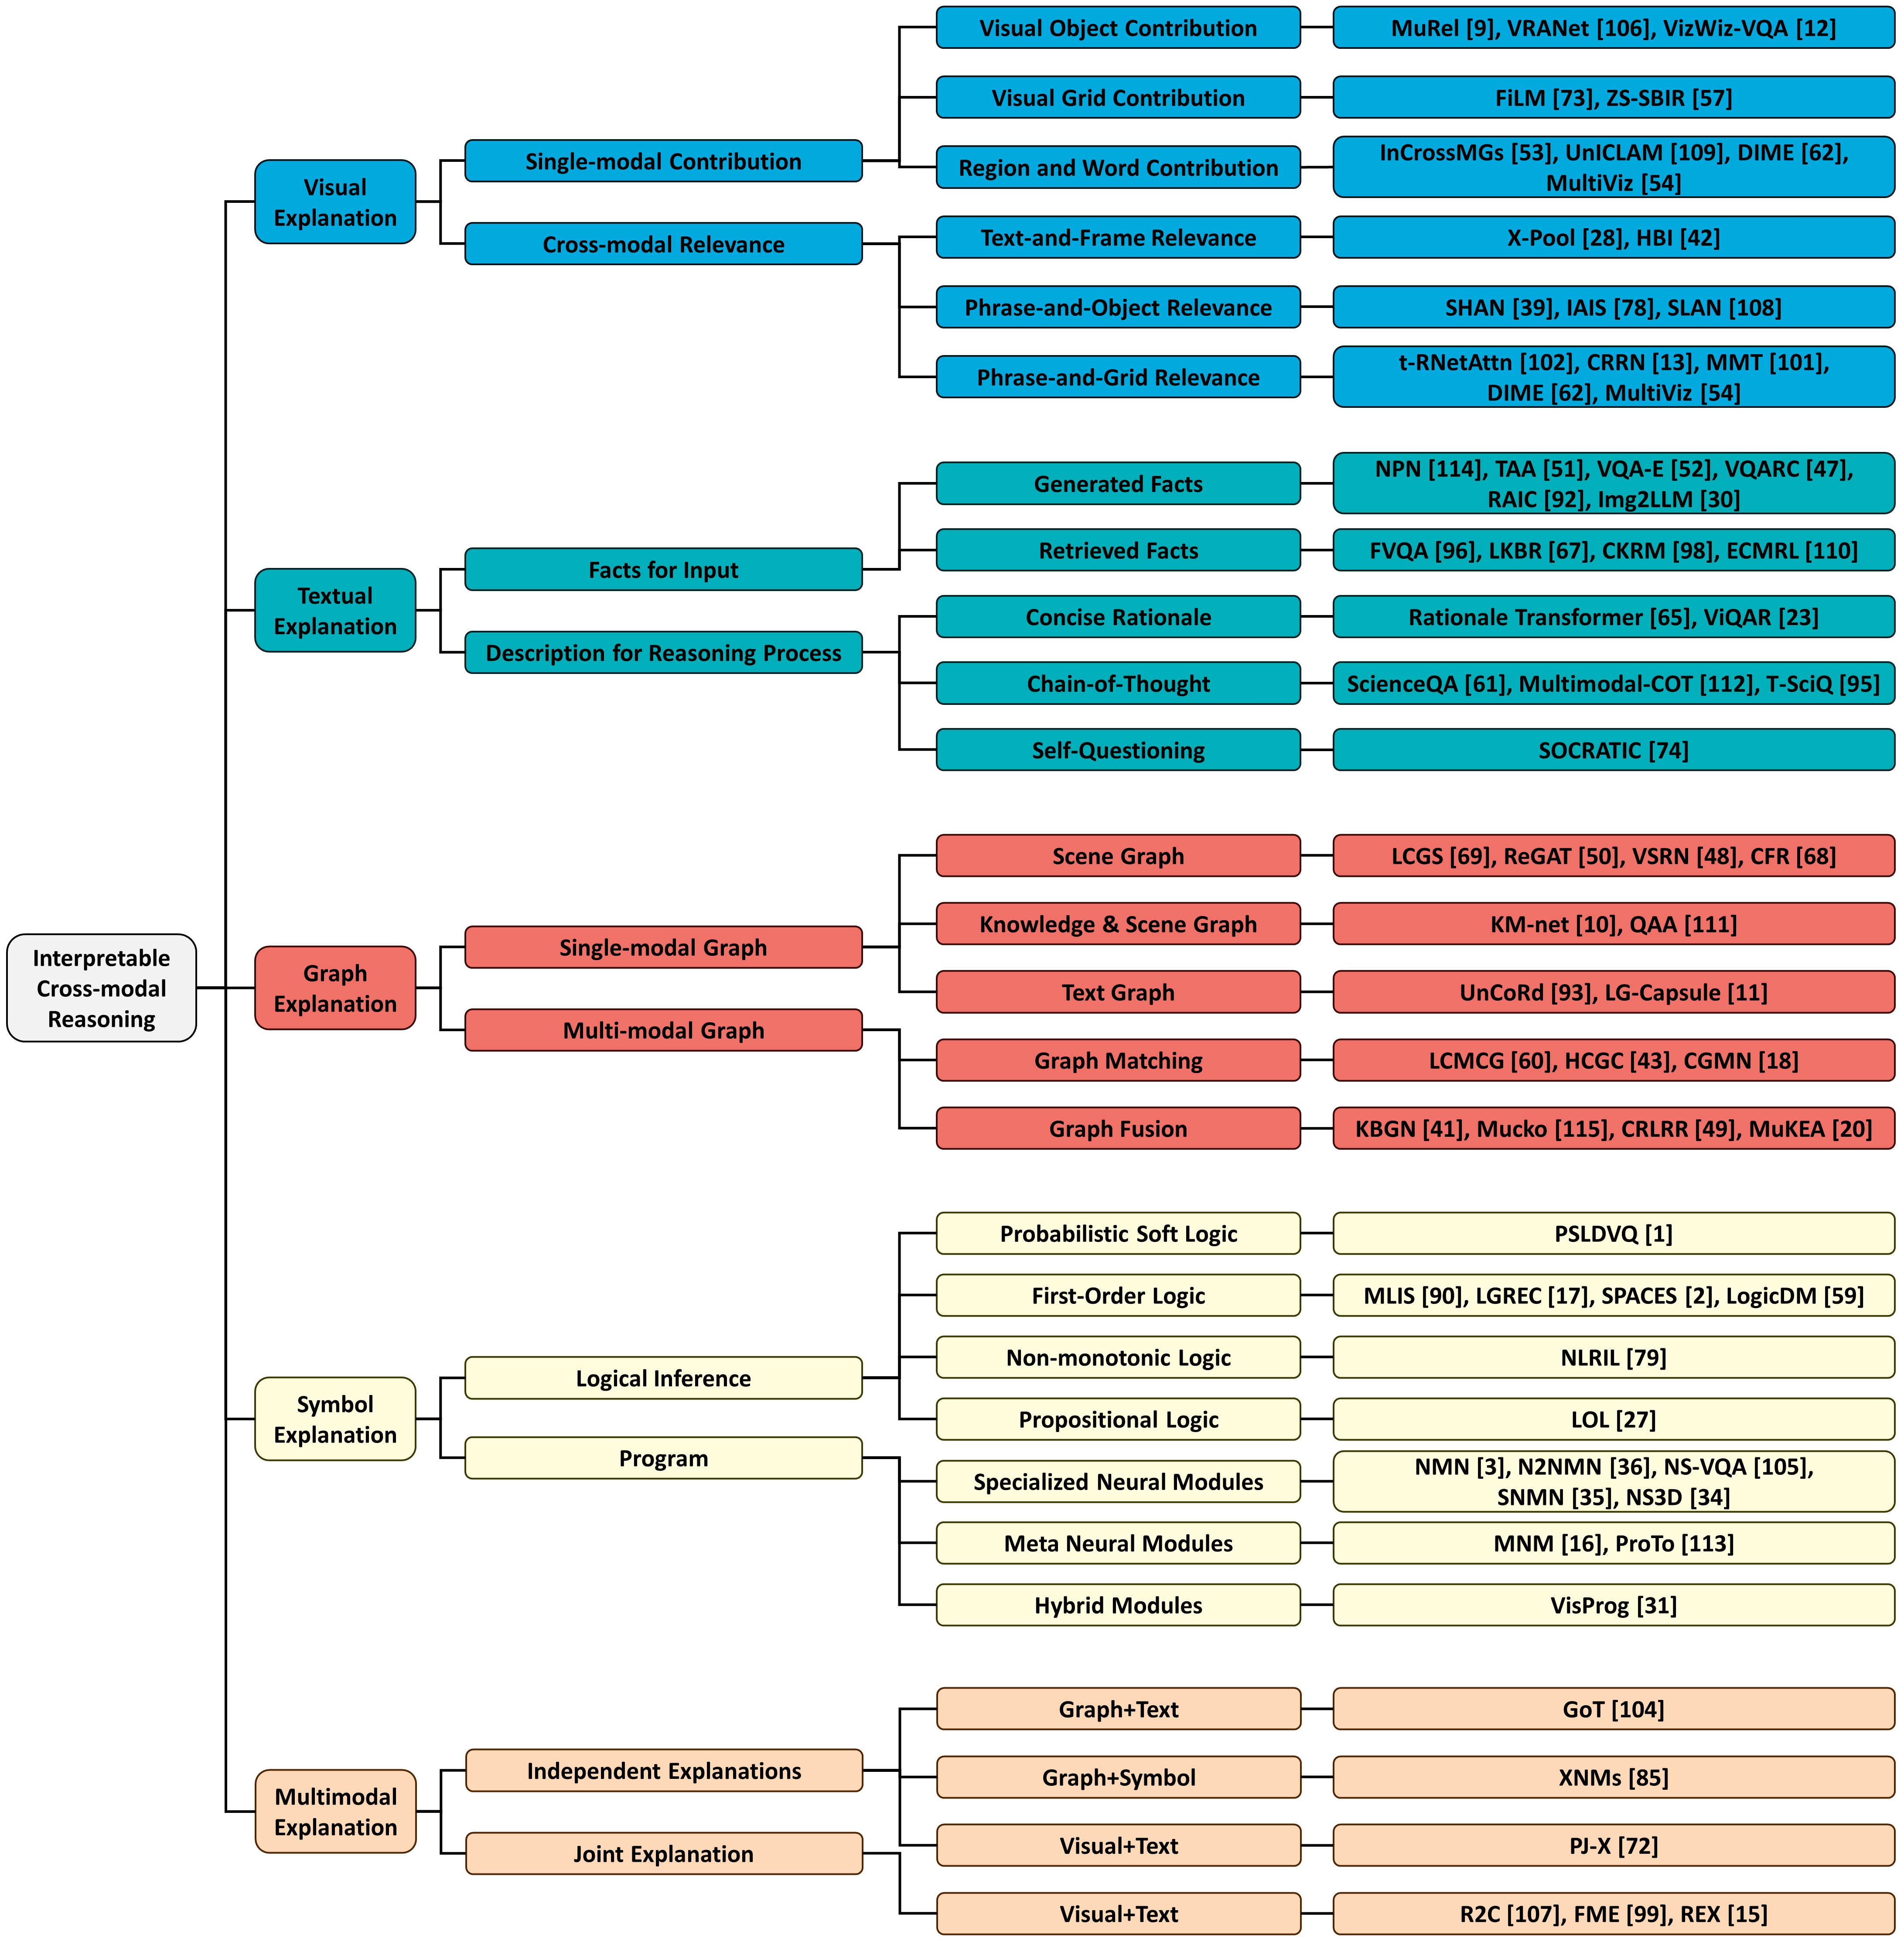 Interpretable
Cross-modal
Reasoning
Visual
Explanation
Single-modal Contribution
Visual Object Contribution
MuRel [9], VRANet [106], VizWiz-VQA [12]
Visual Grid Contribution
FiLM [73], ZS-SBIR [57]
Region and Word Contribution
InCrossMGs [53], UnICLAM [109], DIME [62],
MultiViz [54]
Cross-modal Relevance
Text-and-Frame Relevance
X-Pool [28], HBI [42]
Phrase-and-Object Relevance
SHAN [39], IAIS [78], SLAN [108]
Phrase-and-Grid Relevance
t-RNetAttn [102], CRRN [13], MMT [101],
DIME [62], MultiViz [54]
Textual
Explanation
Facts for Input
Generated Facts
NPN [114], TAA [51], VQA-E [52], VQARC [47],
RAIC [92], Img2LLM [30]
Retrieved Facts
FVQA [96], LKBR [67], CKRM [98], ECMRL [110]
Description for Reasoning Process
Concise Rationale
Rationale Transformer [65], ViQAR [23]
Chain-of-Thought
ScienceQA [61], Multimodal-COT [112], T-SciQ [95]
Self-Questioning
SOCRATIC [74]
Graph
Explanation
Single-modal Graph
Scene Graph
LCGS [69], ReGAT [50], VSRN [48], CFR [68]
Knowledge & Scene Graph
KM-net [10], QAA [111]
Text Graph
UnCoRd [93], LG-Capsule [11]
Multi-modal Graph
Graph Matching
LCMCG [60], HCGC [43], CGMN [18]
Graph Fusion
KBGN [41], Mucko [115], CRLRR [49], MuKEA [20]
Symbol
Explanation
Logical Inference
Probabilistic Soft Logic
PSLDVQ [1]
First-Order Logic
MLIS [90], LGREC [17], SPACES [2], LogicDM [59]
Non-monotonic Logic
NLRIL [79]
Propositional Logic
LOL [27]
Program
Specialized Neural Modules
NMN [3], N2NMN [36], NS-VQA [105],
SNMN [35], NS3D [34]
Meta Neural Modules
MNM [16], ProTo [113]
Hybrid Modules
VisProg [31]
Multimodal
Explanation
Independent Explanations
Graph+Text
GoT [104]
Graph+Symbol
XNMs [85]
Visual+Text
PJ-X [72]
Joint Explanation
Visual+Text
R2C [107], FME [99], REX [15]